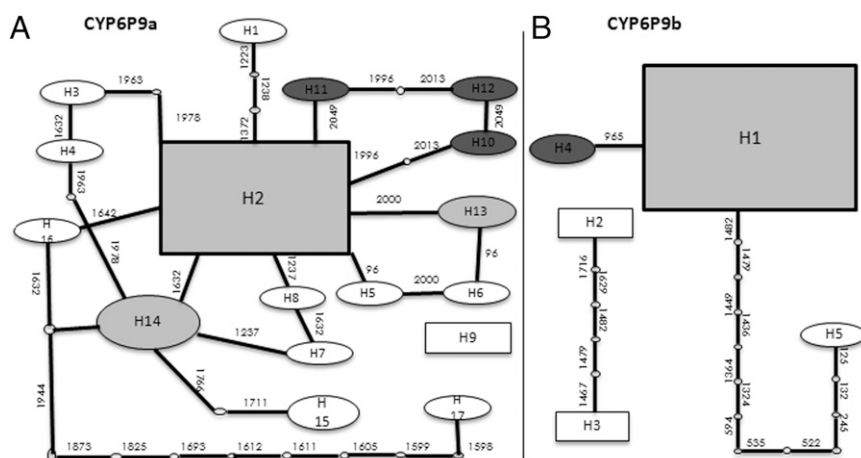 A CYP6P9a
H1
1223
1238
1372
1963
H3
1632
H4
1963
1978
1978
H11
1996
2013
H12
2049
2049
H10
1996
2013
H2
2000
H13
96
96
H5
2000
H6
H
16
1642
1632
1632
H14
1237
H8
1632
1237
H7
H9
1944
1766
1711
H
15
H
17
1873 1825 1693 1612 1611 1605 1599 1598
B CYP6P9b
H1
H4
965
H2
1716
1629
1482
1479
1467
H3
1482
1479
1449
1436
1364
1324
594
535
522
H5
125
132
245